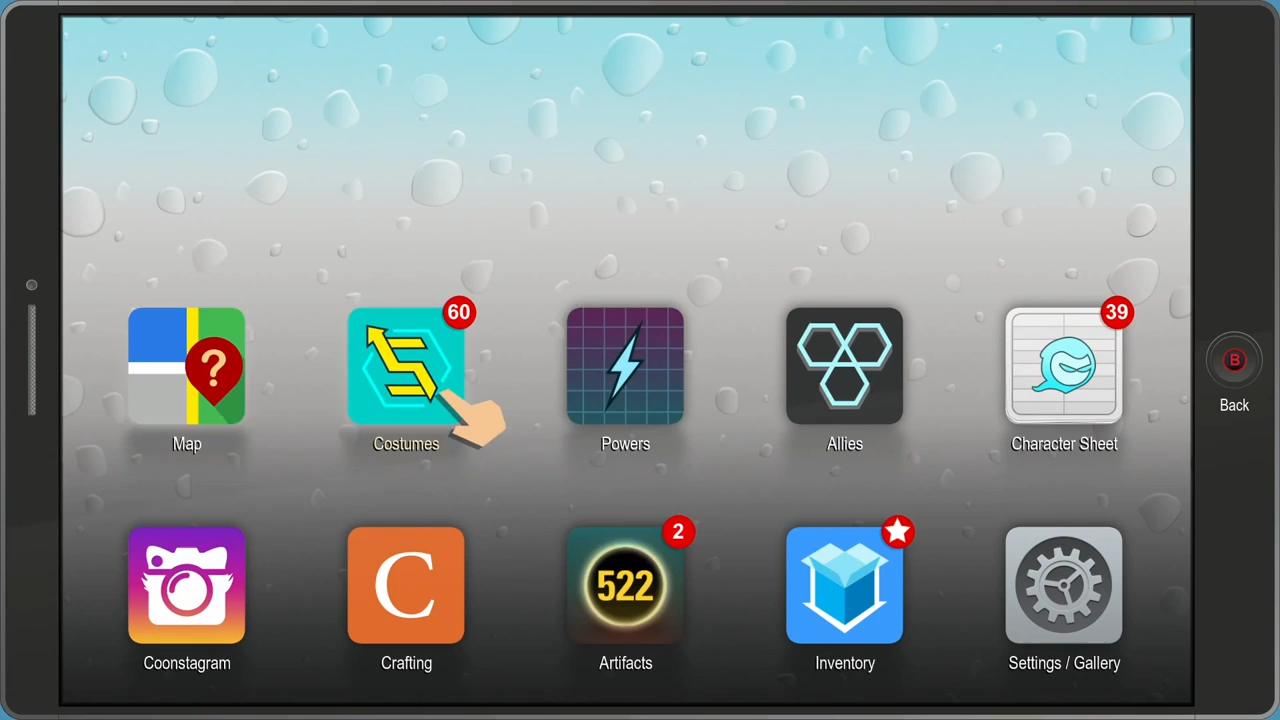 60
39
?
B
Back
Map
Costumes
Powers
Allies
Character Sheet
2
C
522
Coonstagram
Crafting
Artifacts
Inventory
Settings / Gallery